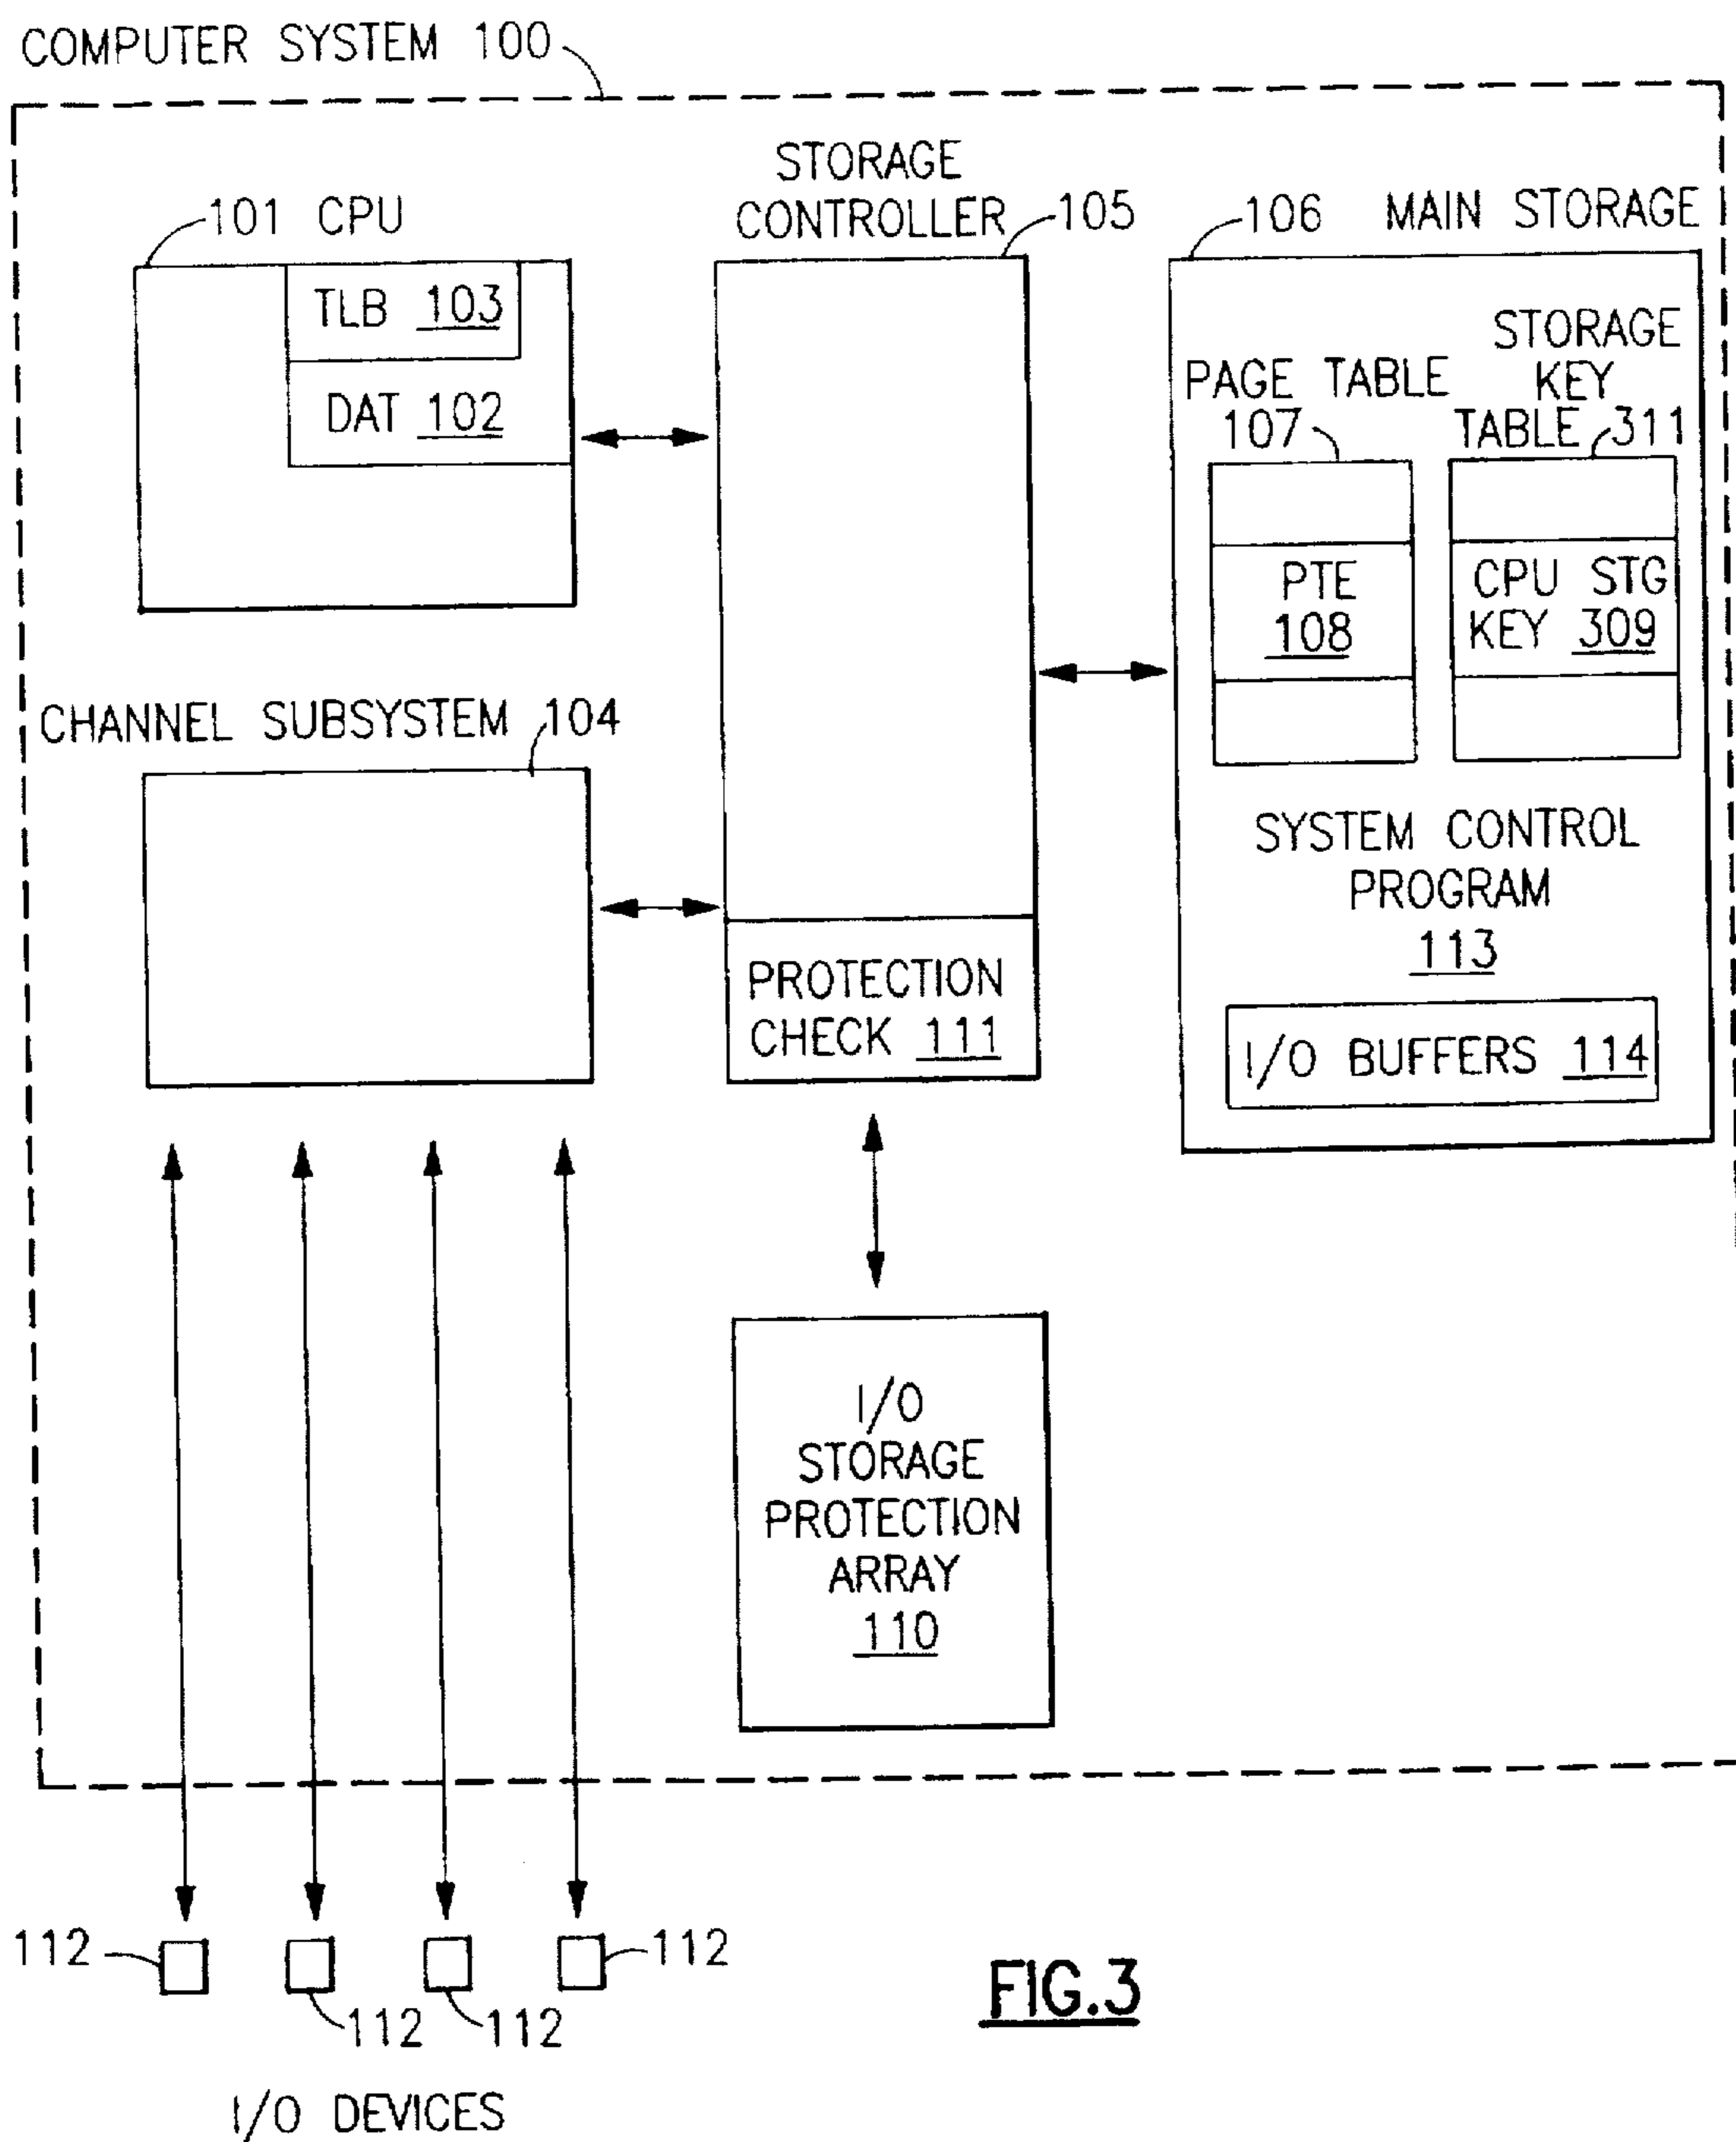 COMPUTER SYSTEM 100
101 CPU
TLB 103
DAT 102
STORAGE
CONTROLLER 105
106 MAIN STORAGE
PAGE TABLE
107
STORAGE
KEY
TABLE 311
PTE
108
CPU STG
KEY 309
CHANNEL SUBSYSTEM 104
SYSTEM CONTROL
PROGRAM
113
PROTECTION
CHECK 111
I/O BUFFERS 114
I/O
STORAGE
PROTECTION
ARRAY
110
112
112
112
112
I/O DEVICES
FIG.3